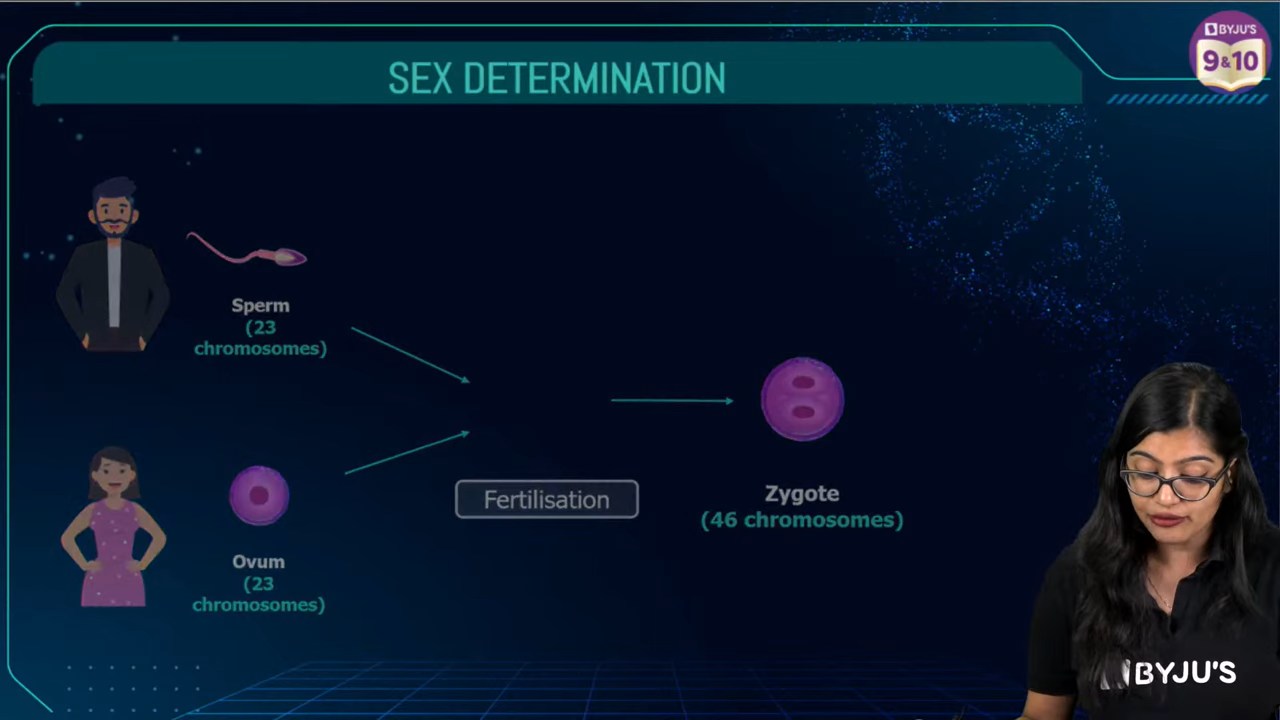 SEX DETERMINATION
BYJU'S
9&10
Sperm
(23
chromosomes)
Fertilisation
Zygote
(46 chromosomes)
Ovum
(23
chromosomes)
BYJU'S